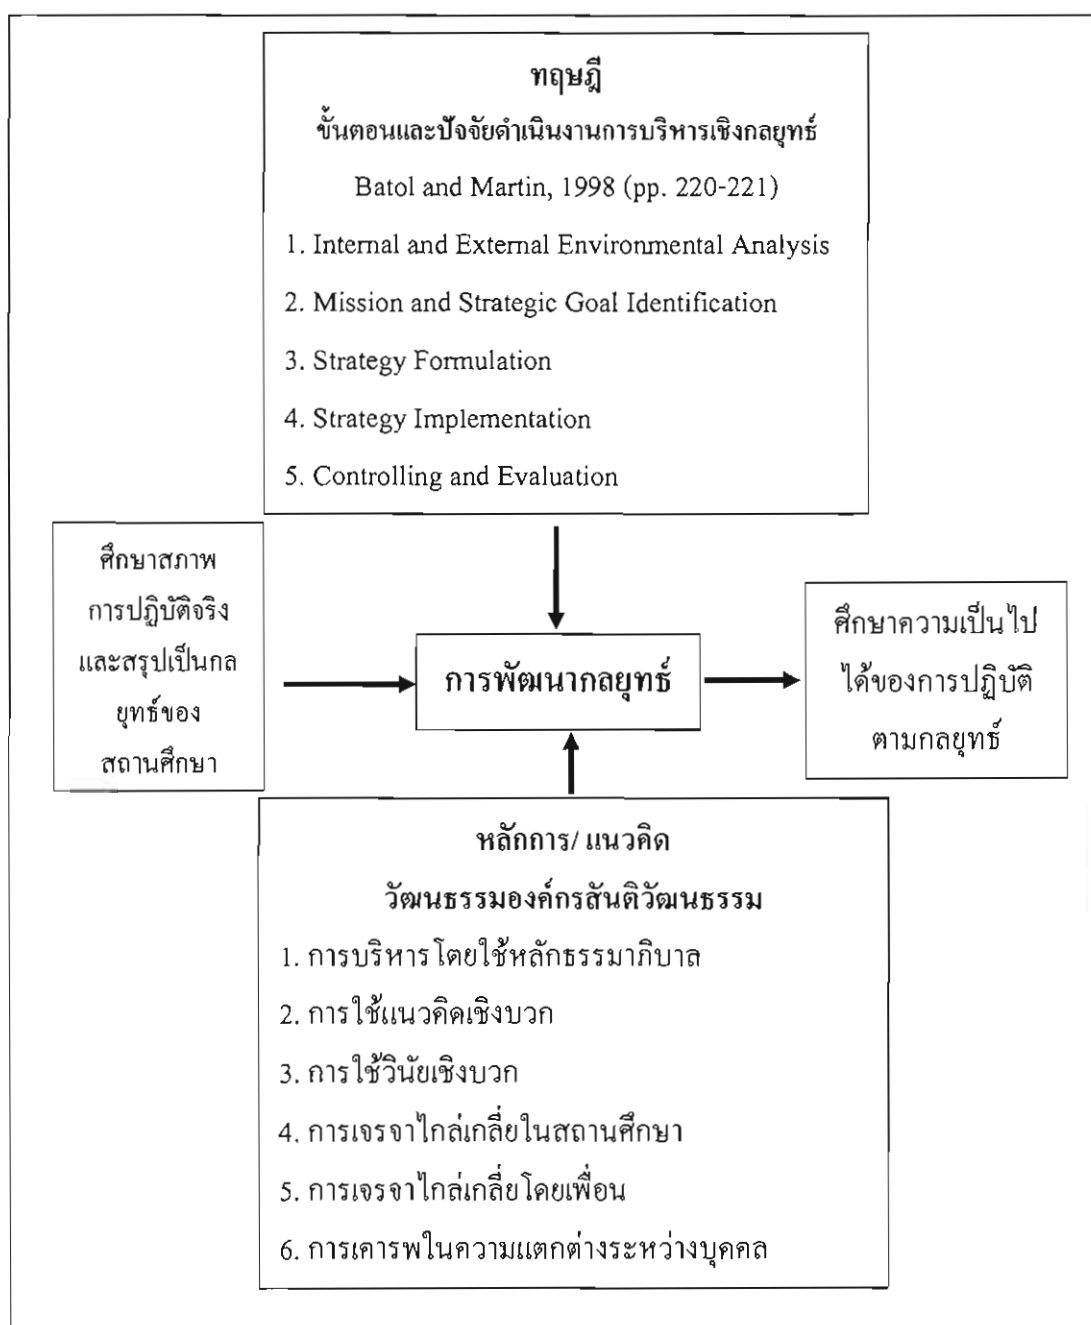 ทฤษฎี
ขั้นตอนและปัจจัยดำเนินงานการบริหารเชิงกลยุทธ์
Batol and Martin, 1998 (pp. 220-221)
1. Internal and External Environmental Analysis
2. Mission and Strategic Goal Identification
3. Strategy Formulation
4. Strategy Implementation
5. Controlling and Evaluation
ศึกษาสภาพ
การปฏิบัติจริง
และสรุปเป็นกล
ยุทธ์ของ
สถานศึกษา
การพัฒนากลยุทธ์
ศึกษาความเป็นไป
ได้ของการปฏิบัติ
ตามกลยุทธ์
หลักการ/ แนวคิด
วัฒนธรรมองค์กรสันติวัฒนธรรม
1. การบริหารโดยใช้หลักธรรมาภิบาล
2. การใช้แนวคิดเชิงบวก
3. การใช้วินัยเชิงบวก
4. การเจรจาไกล่เกลี่ยในสถานศึกษา
5. การเจรจาไกล่เกลี่ยโดยเพื่อน
6. การเคารพในความแตกต่างระหว่างบุคคล